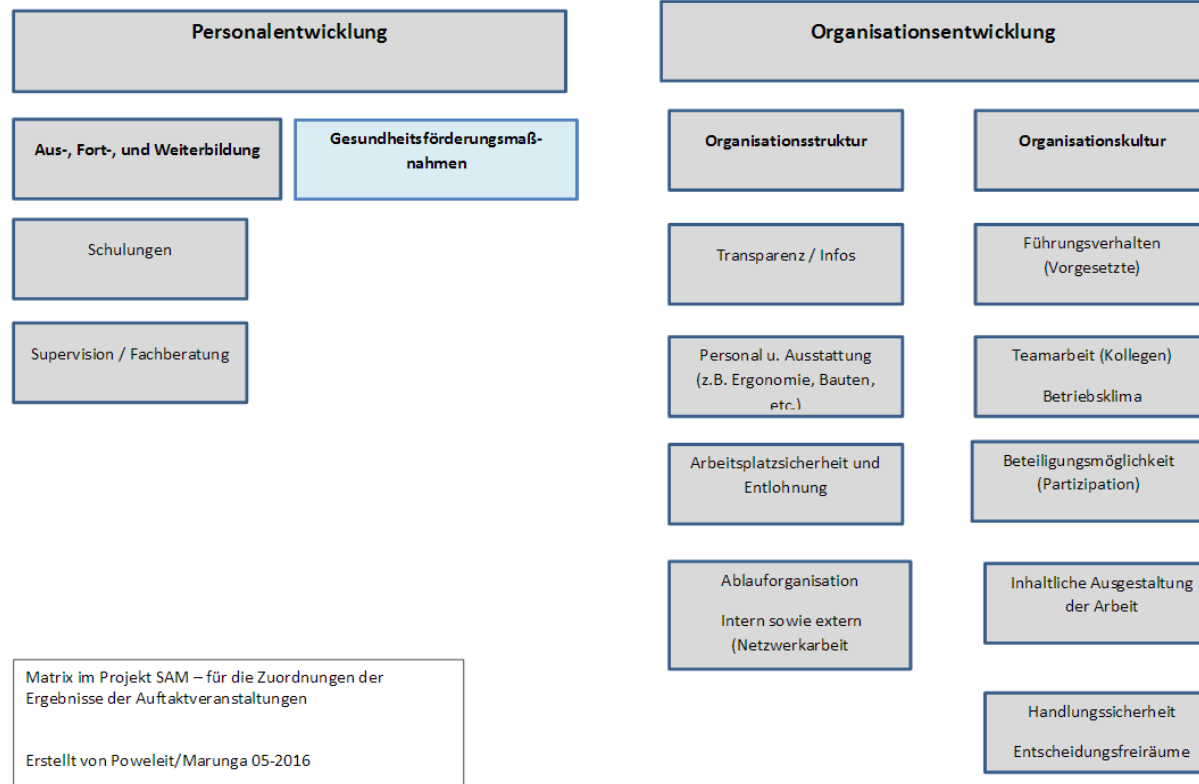 Personalentwicklung
Aus-, Fort-, und Weiterbildung
Gesundheitsförderungsmaß-
nahmen
Schulungen
Supervision / Fachberatung
Organisationsentwicklung
Organisationsstruktur
Transparenz / Infos
Personal u. Ausstattung
(z.B. Ergonomie, Bauten,
etc.)
Arbeitsplatzsicherheit und
Entlohnung
Ablauforganisation
Intern sowie extern
(Netzwerkarbeit
Organisationskultur
Führungsverhalten
(Vorgesetzte)
Teamarbeit (Kollegen)
Betriebsklima
Beteiligungsmöglichkeit
(Partizipation)
Inhaltliche Ausgestaltung
der Arbeit
Handlungssicherheit
Entscheidungsfreiräume
Matrix im Projekt SAM – für die Zuordnungen der
Ergebnisse der Auftaktveranstaltungen
Erstellt von Poweleit/Marunga 05-2016